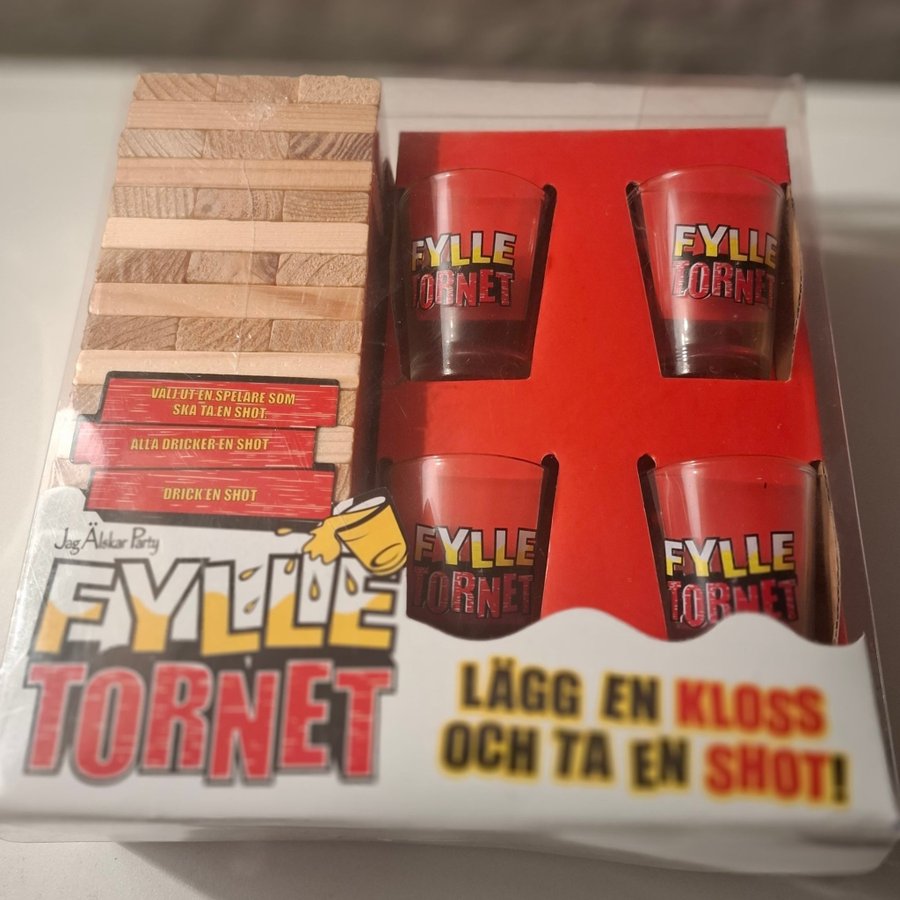 FYLLE
TORNET
FYLLE
TORNET
VÄLJ UT EN SPELARE SOM
SKA TA EN SHOT.
ALLA DRICKER EN SHOT
DRICK EN SHOT
FYLLE
TORNET
FYLLE
TORNET
Jag Älskar Party
FYLLE
TORNET
LÄGG EN KLOSS
OCH TA EN SHOT!